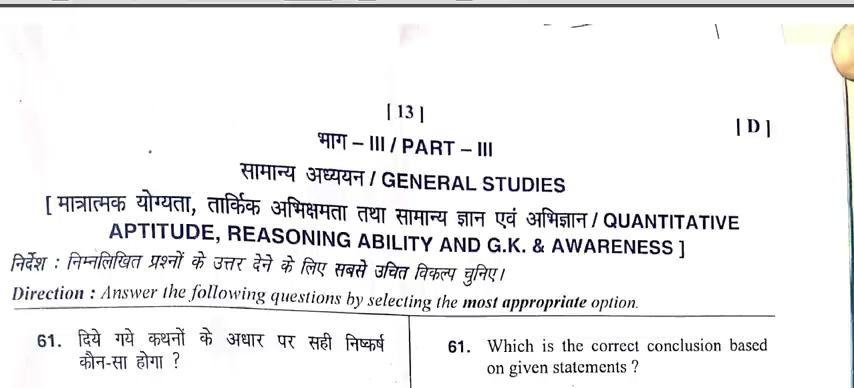 [ 13 ]
[ D ]
भाग – III / PART – III
सामान्य अध्ययन / GENERAL STUDIES
[ मात्रात्मक योग्यता, तार्किक अभिक्षमता तथा सामान्य ज्ञान एवं अभिज्ञान / QUANTITATIVE
APTITUDE, REASONING ABILITY AND G.K. & AWARENESS ]
निर्देश : निम्नलिखित प्रश्नों के उत्तर देने के लिए सबसे उचित विकल्प चुनिए।
Direction : Answer the following questions by selecting the most appropriate option.
61. दिये गये कथनों के अधार पर सही निष्कर्ष
कौन-सा होगा ?
61. Which is the correct conclusion based
on given statements ?